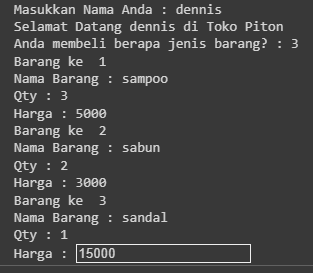 Masukkan Nama Anda : dennis
Selamat Datang dennis di Toko Piton
Anda membeli berapa jenis barang? : 3
Barang ke  1
Nama Barang : sampoo
Qty : 3
Harga : 5000
Barang ke  2
Nama Barang : sabun
Qty : 2
Harga : 3000
Barang ke  3
Nama Barang : sandal
Qty : 1
Harga : 15000